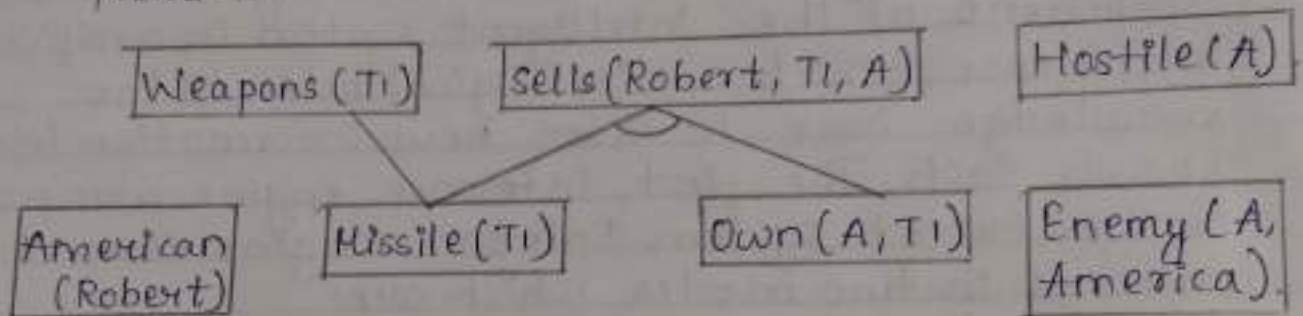 Weapons (T1) Sells (Robert, T1, A) Hostile (A)
American Missile (T1) Own (A, T1) Enemy (A,
(Robert) America).